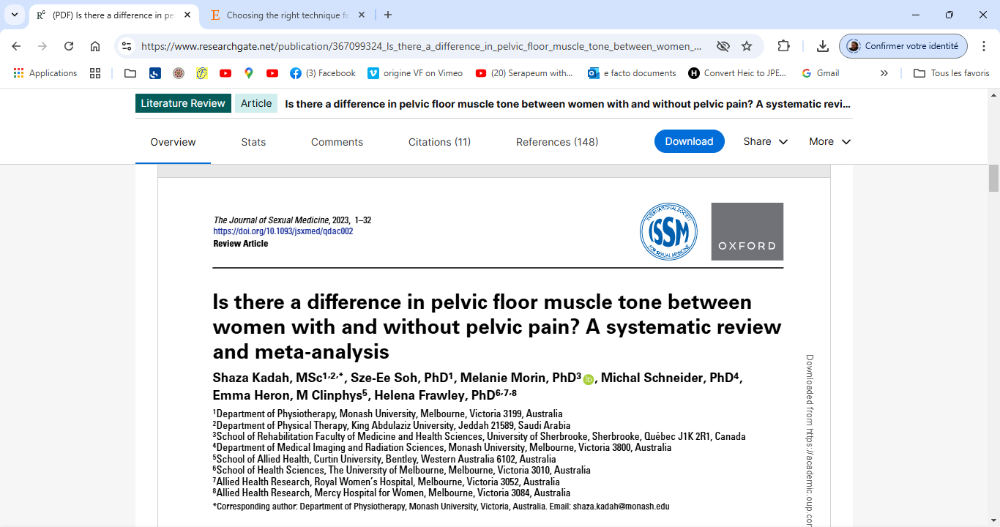 (PDF) Is there a difference in pe
Choosing the right technique fo
https://www.researchgate.net/publication/367099324_Is_there_a_difference_in_pelvic_floor_muscle_tone_between_women_...
Confirmer votre identité
Applications
(3) Facebook
origine VF on Vimeo
(20) Serapeum with...
e facto documents
Convert Heic to JPE...
Gmail
Tous les favoris
Literature Review
Article
Is there a difference in pelvic floor muscle tone between women with and without pelvic pain? A systematic revi...
Overview
Stats
Comments
Citations (11)
References (148)
Download
Share
More
The Journal of Sexual Medicine, 2023, 1–32
https://doi.org/10.1093/jsxmed/qdac002
Review Article
INTERNATIONAL SOCIETY
ISSM
FOR SEXUAL MEDICINE
OXFORD
Is there a difference in pelvic floor muscle tone between
women with and without pelvic pain? A systematic review
and meta-analysis
Shaza Kadah, MSc1,2,*, Sze-Ee Soh, PhD1, Melanie Morin, PhD3 iD, Michal Schneider, PhD4,
Emma Heron, M Clinphys5, Helena Frawley, PhD6,7,8
1Department of Physiotherapy, Monash University, Melbourne, Victoria 3199, Australia
2Department of Physical Therapy, King Abdulaziz University, Jeddah 21589, Saudi Arabia
3School of Rehabilitation Faculty of Medicine and Health Sciences, University of Sherbrooke, Sherbrooke, Québec J1K 2R1, Canada
4Department of Medical Imaging and Radiation Sciences, Monash University, Melbourne, Victoria 3800, Australia
5School of Allied Health, Curtin University, Bentley, Western Australia 6102, Australia
6School of Health Sciences, The University of Melbourne, Melbourne, Victoria 3010, Australia
7Allied Health Research, Royal Women's Hospital, Melbourne, Victoria 3052, Australia
8Allied Health Research, Mercy Hospital for Women, Melbourne, Victoria 3084, Australia
*Corresponding author: Department of Physiotherapy, Monash University, Victoria, Australia. Email: shaza.kadah@monash.edu
Downloaded from https://academic.oup.cor